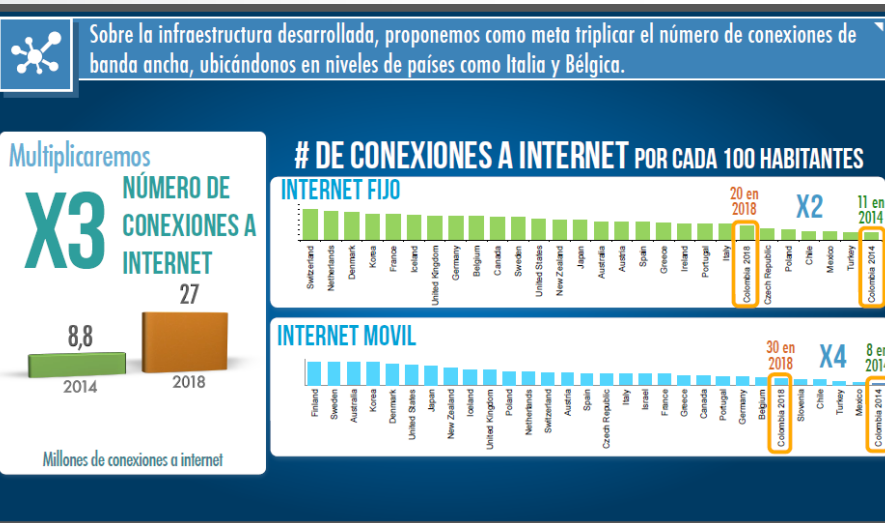 Sobre la infraestructura desarrollada, proponemos como meta triplicar el número de conexiones de
banda ancha, ubicándonos en niveles de países como Italia y Bélgica.
Multiplicaremos
X3
NÚMERO DE
CONEXIONES A
INTERNET
8,8
27
2014
2018
Millones de conexiones a internet
# DE CONEXIONES A INTERNET POR CADA 100 HABITANTES
INTERNET FIJO
20 en
2018
X2
11 en
2014
Switzerland
Netherlands
Denmark
Korea
France
Iceland
United Kingdom
Germany
Belgium
Canada
Sweden
United States
New Zealand
Japan
Australia
Austria
Spain
Greece
Ireland
Portugal
Italy
Colombia 2018
Czech Republic
Poland
Chile
Mexico
Turkey
Colombia 2014
INTERNET MOVIL
30 en
2018
X4
8 en
2014
Finland
Sweden
Australia
Korea
Denmark
United States
Japan
New Zealand
Iceland
United Kingdom
Poland
Netherlands
Switzerland
Austria
Spain
Czech Republic
Italy
Israel
France
Greece
Canada
Portugal
Germany
Belgium
Colombia 2018
Slovenia
Chile
Turkey
Mexico
Colombia 2014